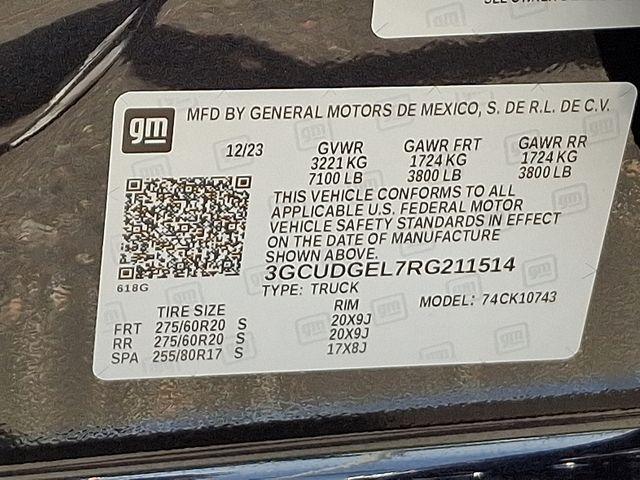 gm
MFD BY GENERAL MOTORS DE MEXICO, S. DE R.L. DE C.V.
12/23 GVWR GAWR FRT GAWR RR
3221 KG 1724 KG 1724 KG
7100 LB 3800 LB 3800 LB
THIS VEHICLE CONFORMS TO ALL
APPLICABLE U.S. FEDERAL MOTOR
VEHICLE SAFETY STANDARDS IN EFFECT
ON THE DATE OF MANUFACTURE
SHOWN ABOVE.
3GCUDGEL7RG211514
618G
TYPE: TRUCK MODEL: 74CK10743
TIRE SIZE RIM
FRT 275/60R20 S 20X9J
RR 275/60R20 S 20X9J
SPA 255/80R17 S 17X8J